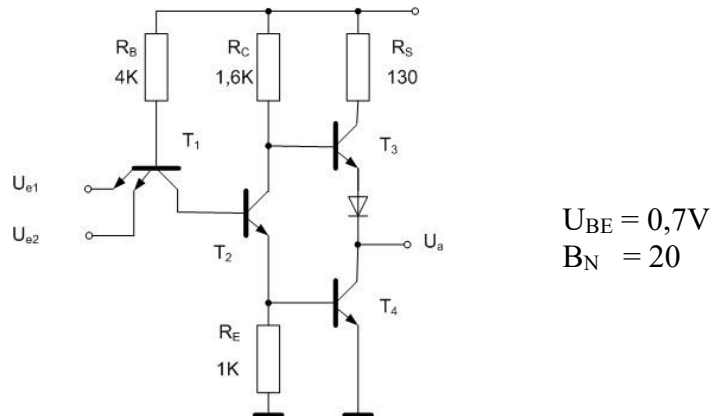 R_B
4K
R_C
1,6K
R_S
130
T_1
T_3
U_e1
U_e2
T_2
U_a
T_4
R_E
1K
U_BE = 0,7V
B_N = 20